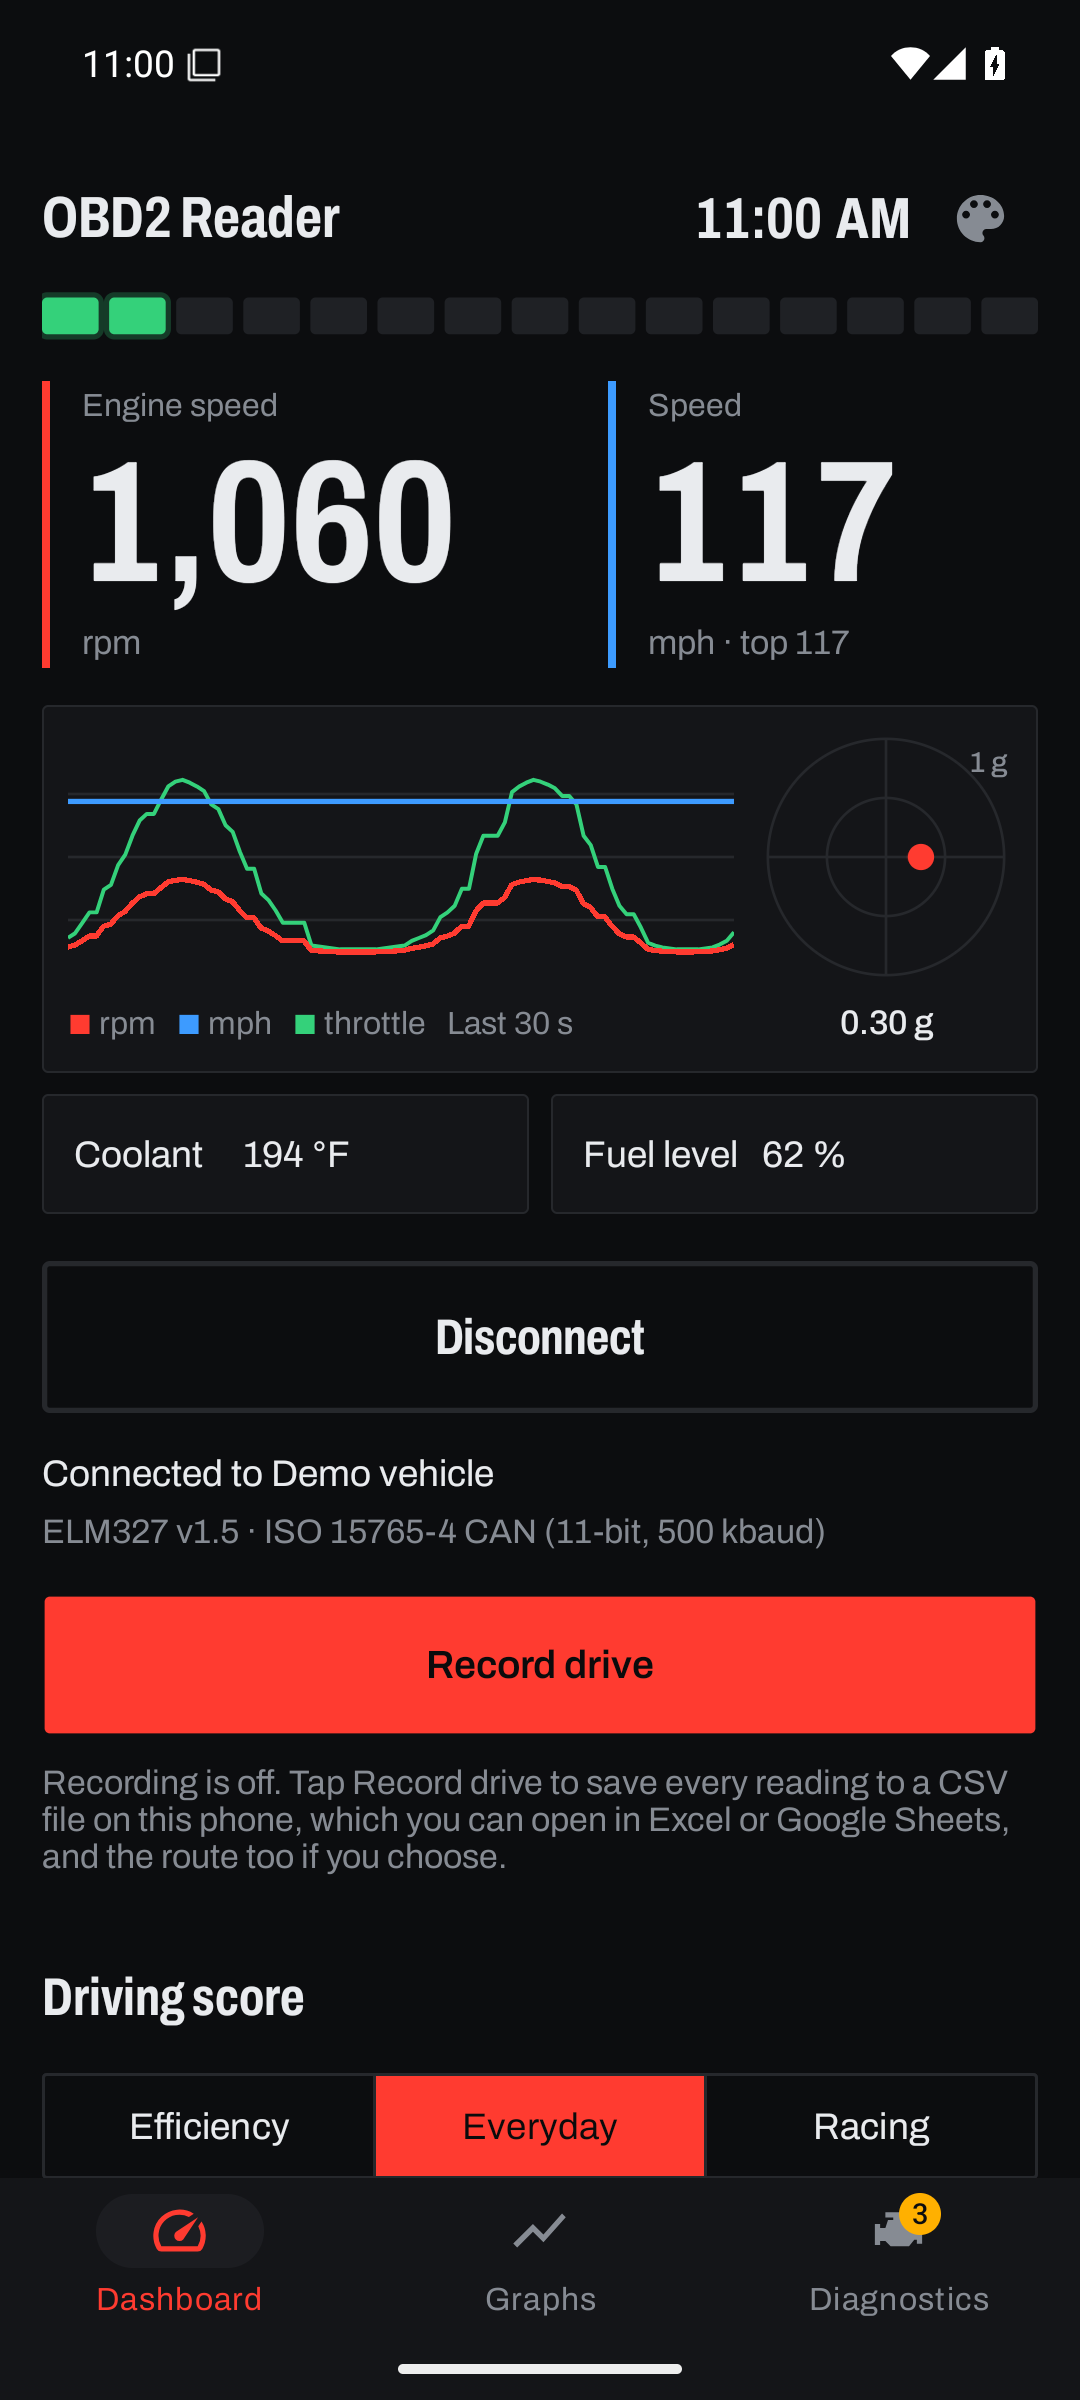 11:00
OBD2 Reader
11:00 AM
Engine speed
Speed
1,060
117
rpm
mph · top 117
1 g
rpm mph throttle Last 30 s
0.30 g
Coolant 194 °F
Fuel level 62 %
Disconnect
Connected to Demo vehicle
ELM327 v1.5 · ISO 15765-4 CAN (11-bit, 500 kbaud)
Record drive
Recording is off. Tap Record drive to save every reading to a CSV
file on this phone, which you can open in Excel or Google Sheets,
and the route too if you choose.
Driving score
Efficiency
Everyday
Racing
3
Dashboard
Graphs
Diagnostics